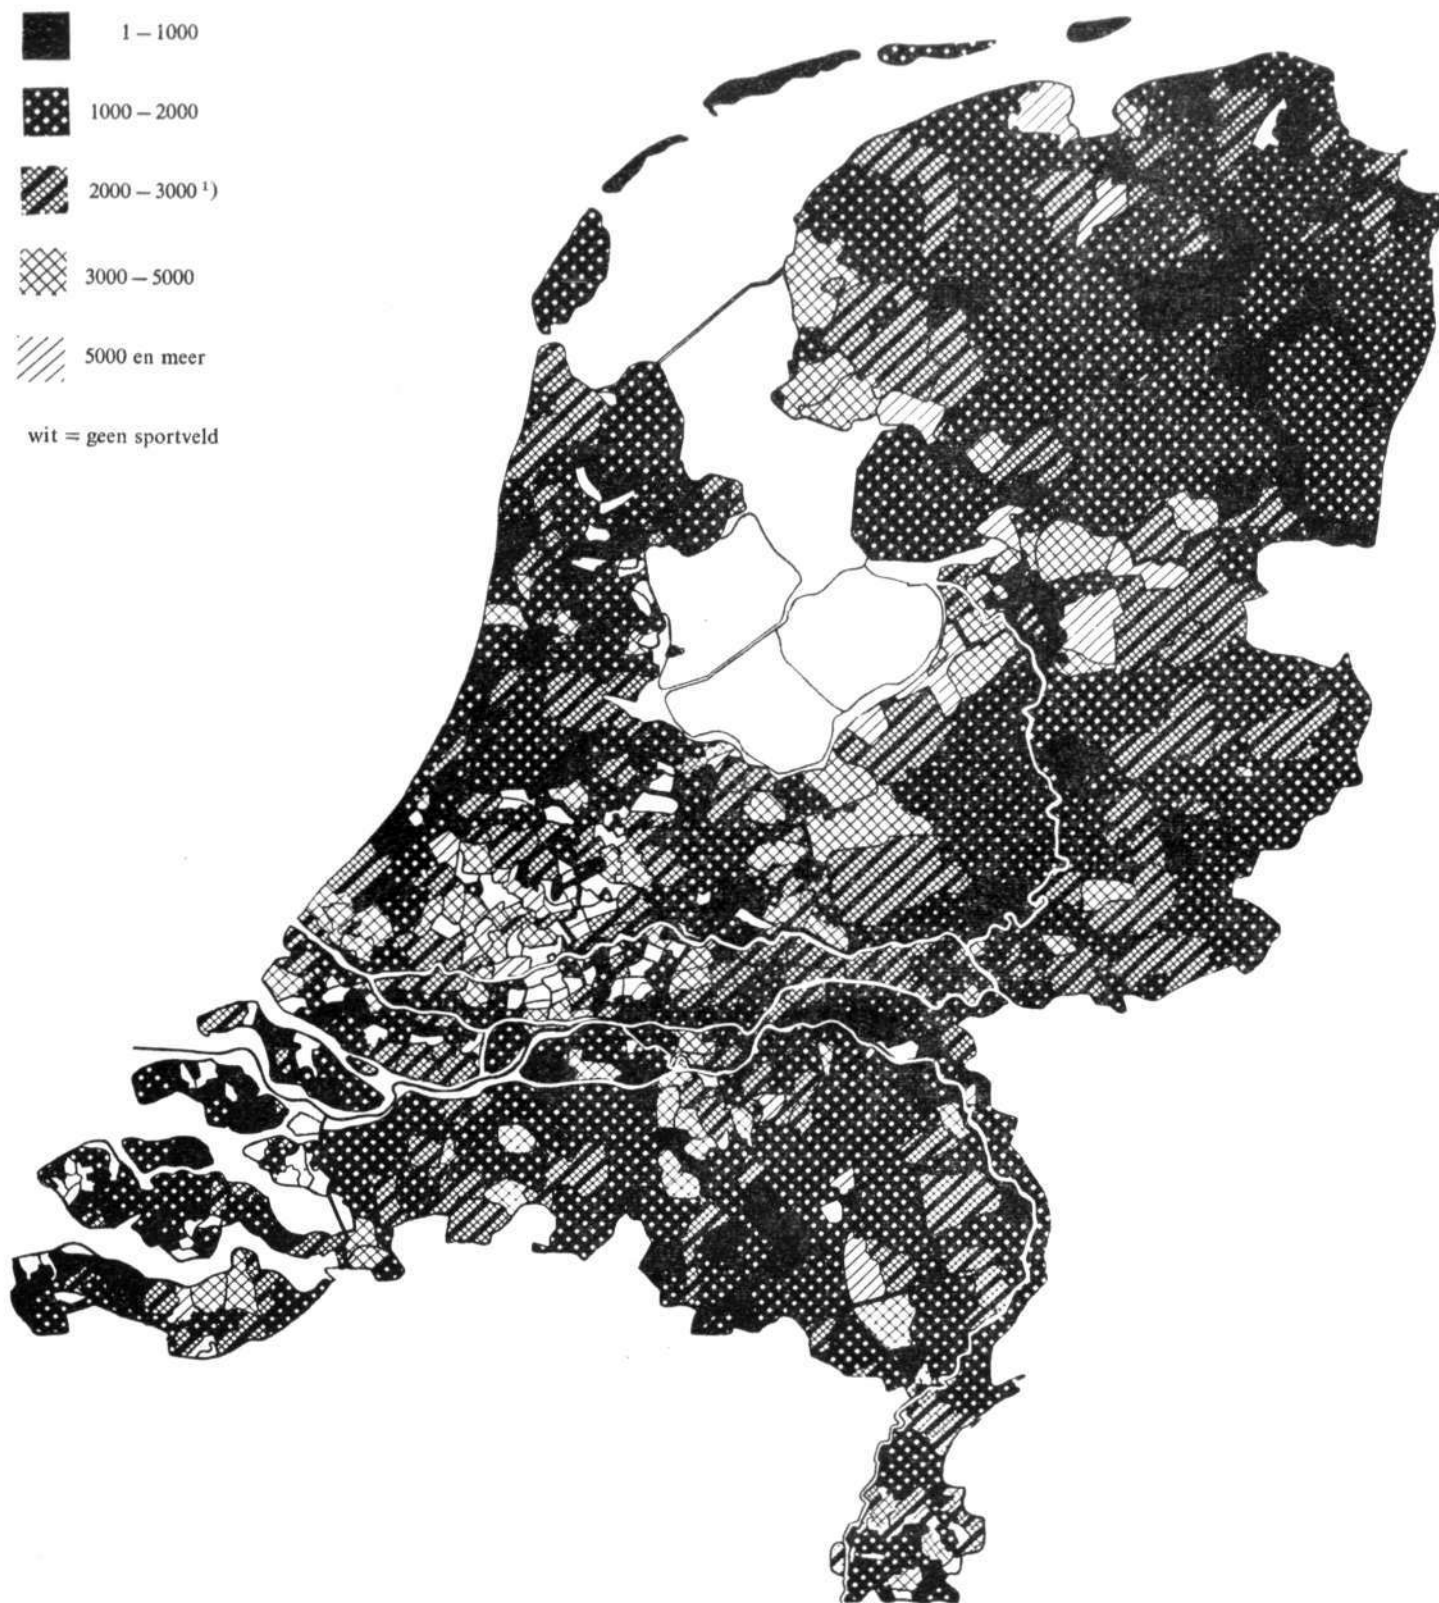 1 – 1000
1000 – 2000
2000 – 3000 ¹)
3000 – 5000
5000 en meer
wit = geen sportveld